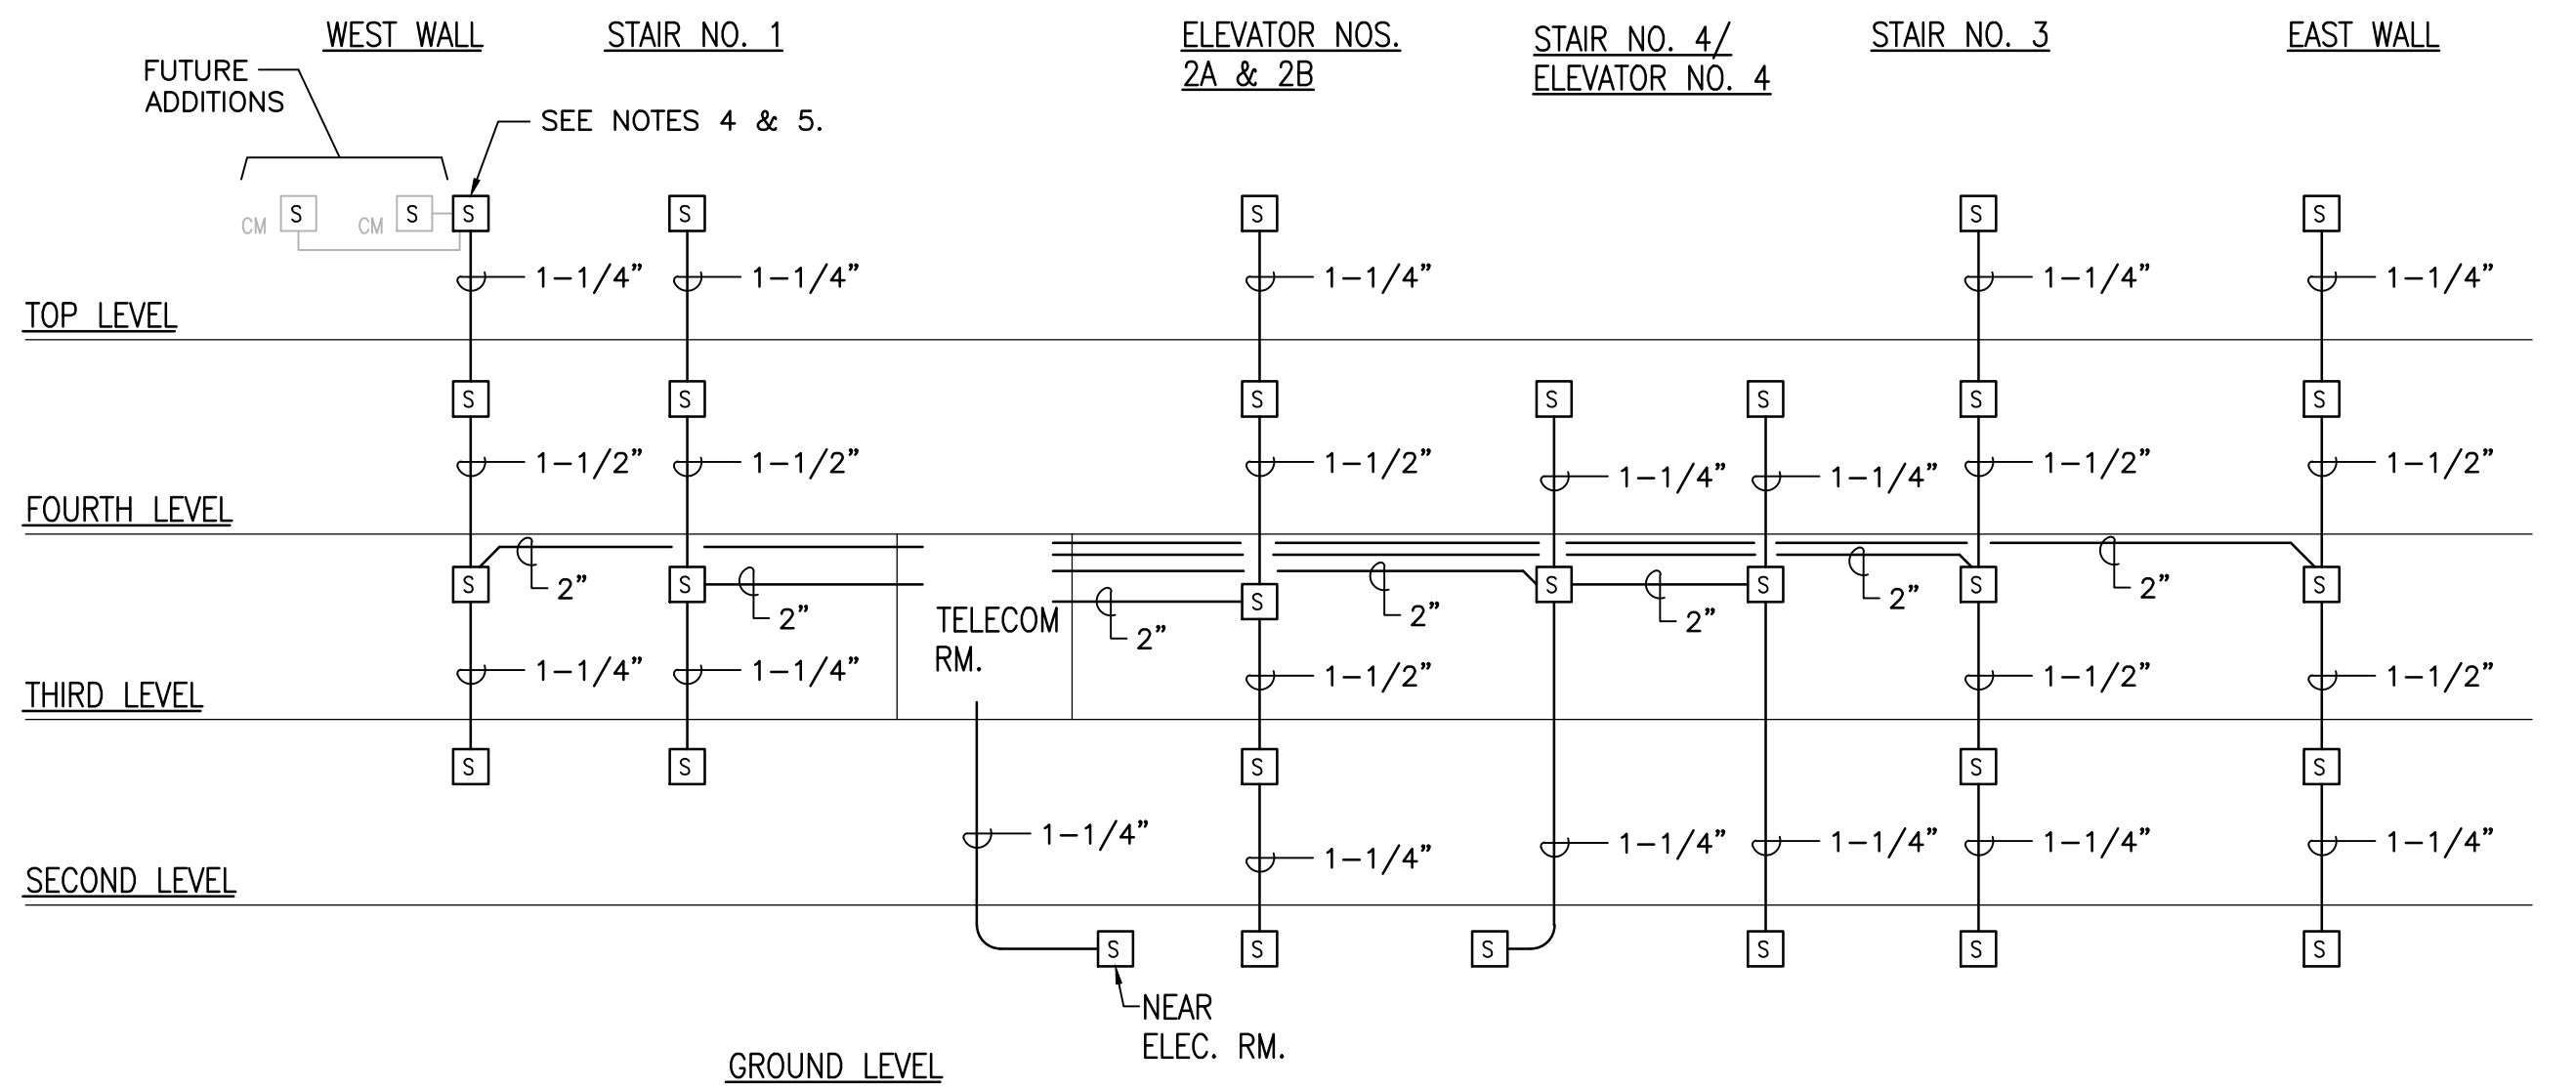 WEST WALL
STAIR NO. 1
ELEVATOR NOS.
2A & 2B
STAIR NO. 4/
ELEVATOR NO. 4
STAIR NO. 3
EAST WALL
FUTURE
ADDITIONS
SEE NOTES 4 & 5.
CM S CM S S S S S S
1-1/4" 1-1/4" 1-1/4" 1-1/4" 1-1/4"
TOP LEVEL
S S S S S S S
1-1/2" 1-1/2" 1-1/2" 1-1/4" 1-1/4" 1-1/2" 1-1/2"
FOURTH LEVEL
S S S S S S S
2" 2" 2" 2" 2" 2" 2"
TELECOM
RM.
1-1/4" 1-1/4" 1-1/2" 1-1/2" 1-1/2"
THIRD LEVEL
S S S S S
1-1/4" 1-1/4" 1-1/4" 1-1/4" 1-1/4" 1-1/4"
SECOND LEVEL
S S S S S S
NEAR
ELEC. RM.
GROUND LEVEL